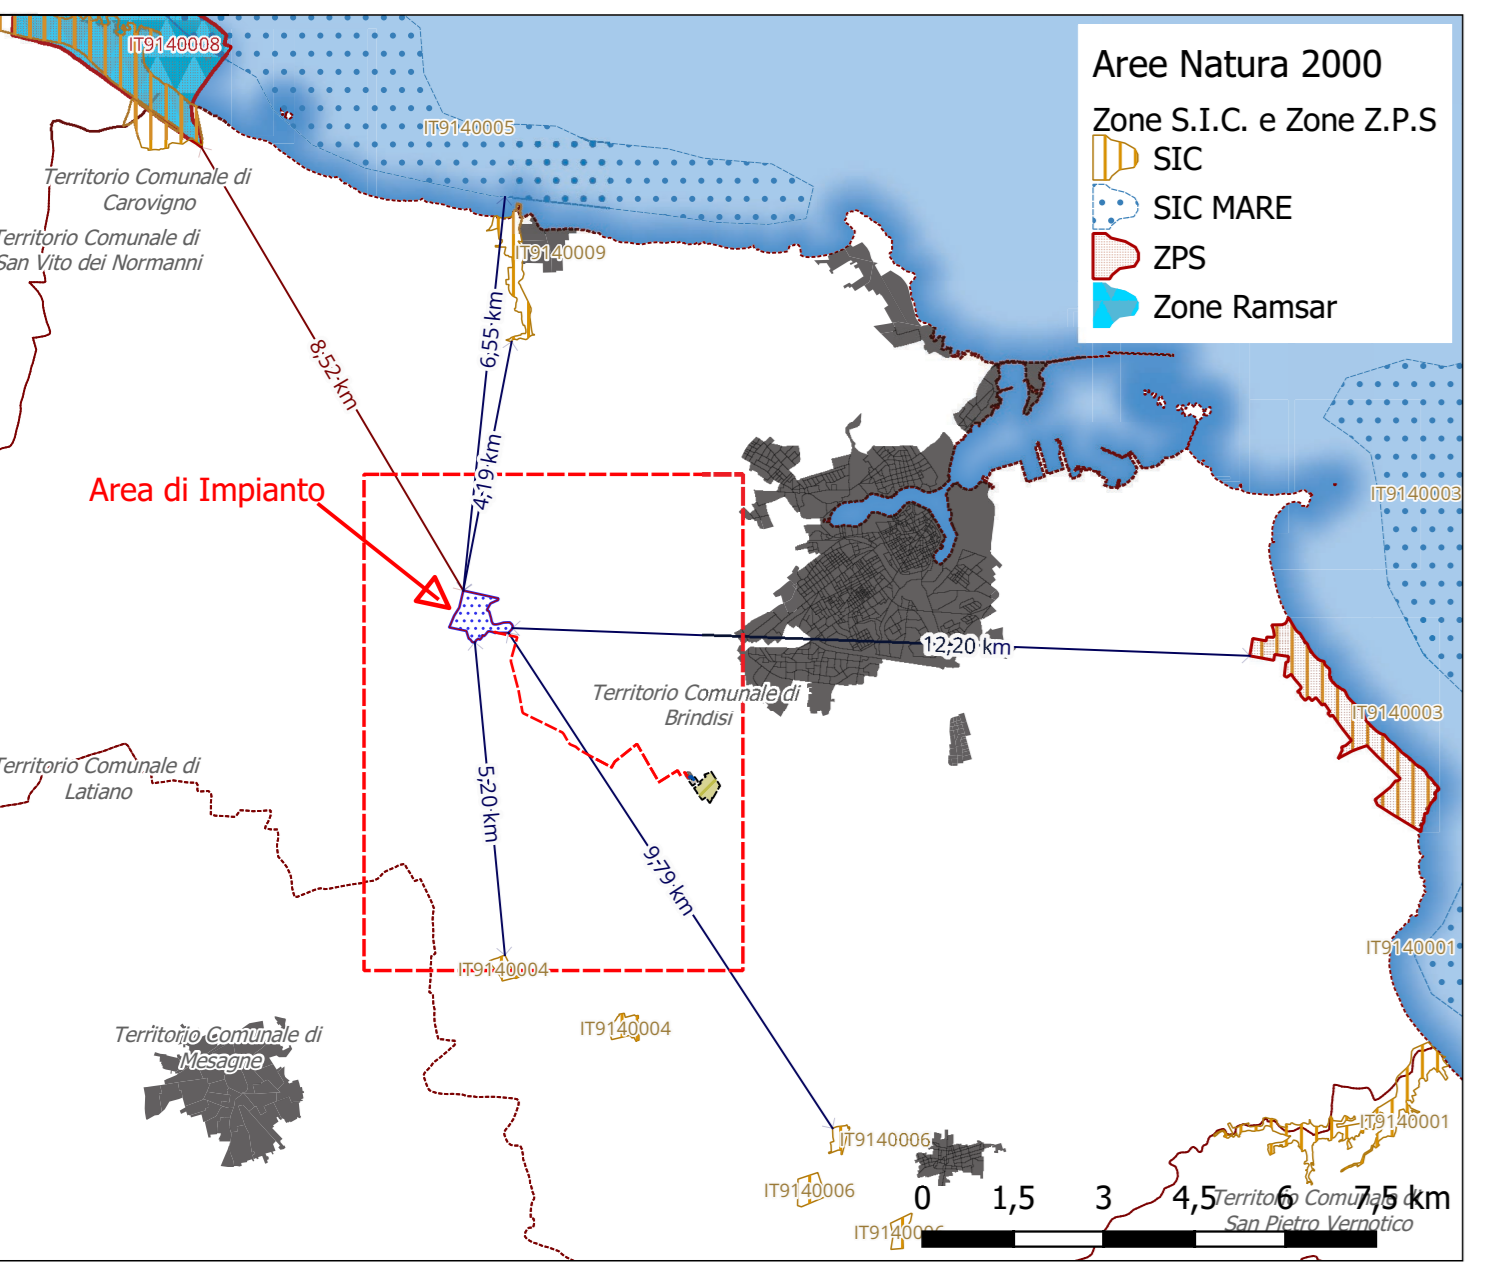 IT9140008
Aree Natura 2000
Zone S.I.C. e Zone Z.P.S
SIC
SIC MARE
ZPS
Zone Ramsar
IT9140005
Territorio Comunale di
Carovigno
Territorio Comunale di
San Vito dei Normanni
IT9140009
6,55 km
8,52 km
4,19 km
Area di Impianto
IT9140003
12,20 km
Territorio Comunale di
Brindisi
IT9140003
Territorio Comunale di
Latiano
5,20 km
9,79 km
IT9140001
IT9140004
IT9140004
Territorio Comunale di
Mesagne
IT9140001
IT9140006
IT9140006
IT9140006
0 1,5 3 4,5 6 7,5 km
Territorio Comunale di
San Pietro Vernotico